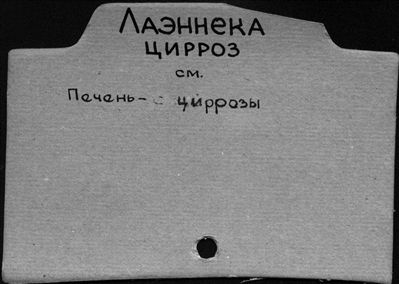 Лаэннека
цирроз
см.
Печень- циррозы